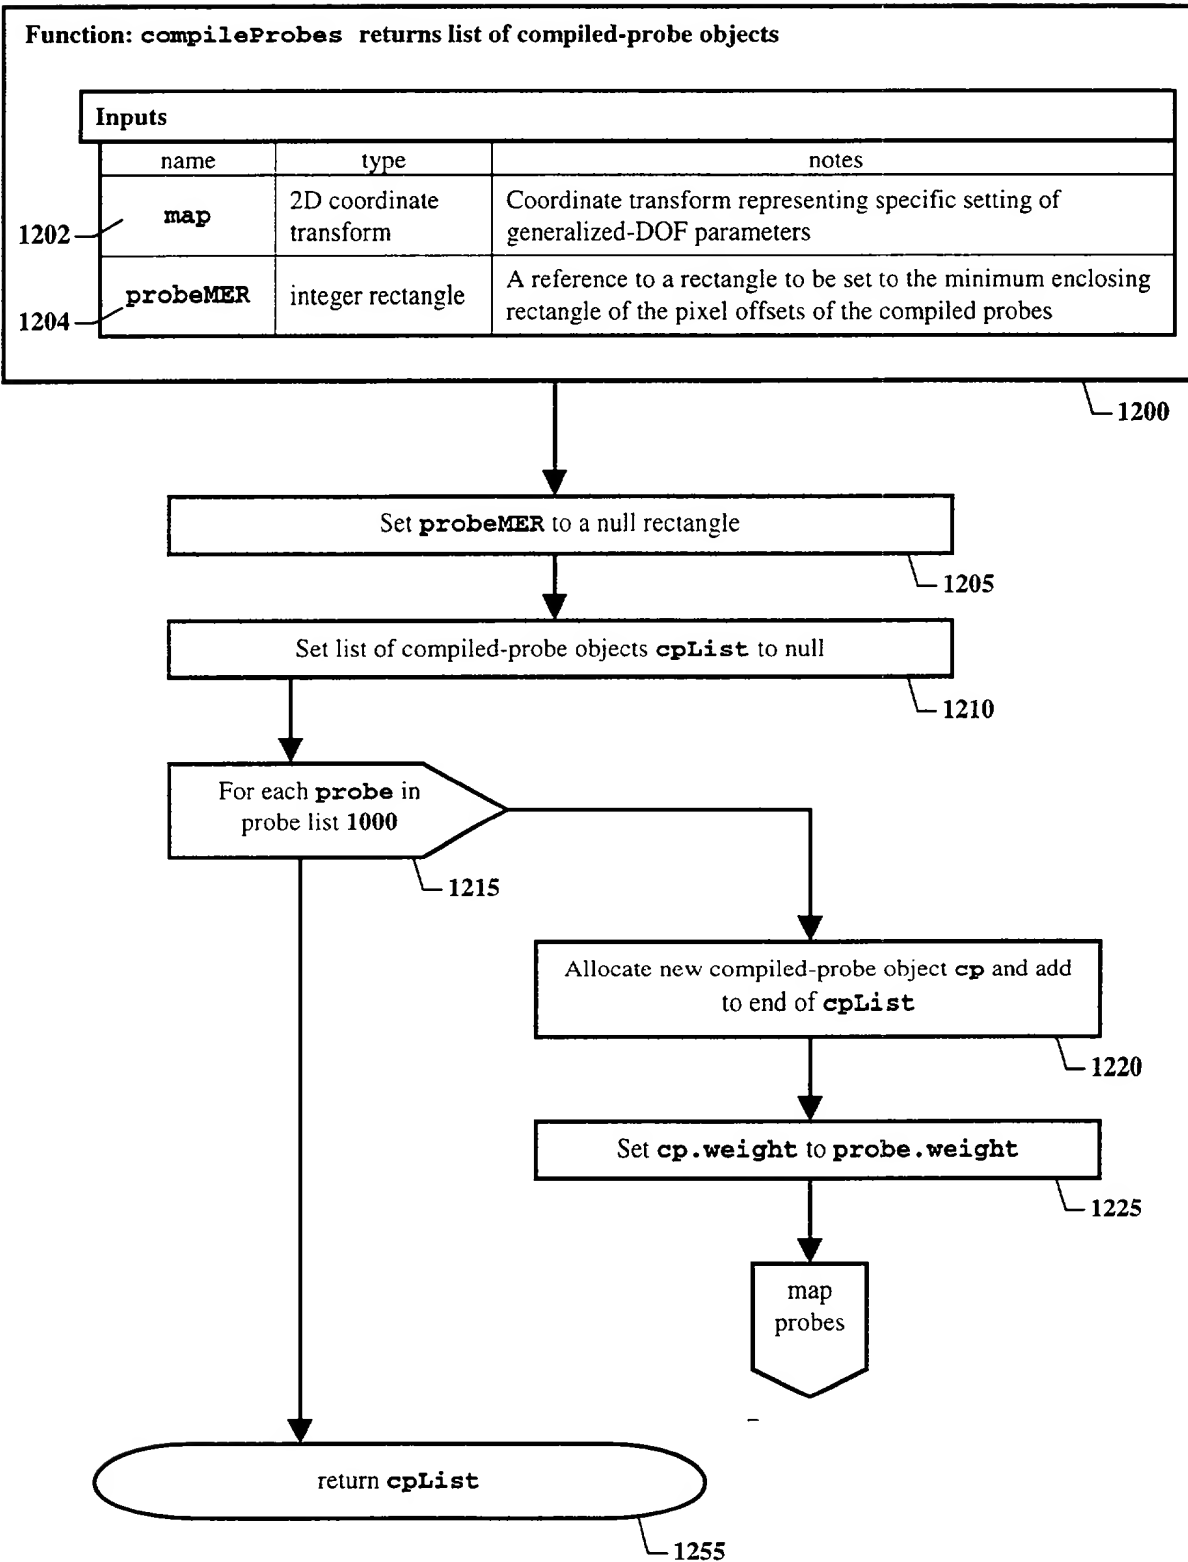 Function: compileProbes returns list of compiled-probe objects
Inputs
name type notes
1202 map 2D coordinate transform Coordinate transform representing specific setting of generalized-DOF parameters
1204 probeMER integer rectangle A reference to a rectangle to be set to the minimum enclosing rectangle of the pixel offsets of the compiled probes
1200
Set probeMER to a null rectangle
1205
Set list of compiled-probe objects cpList to null
1210
For each probe in
probe list 1000
1215
Allocate new compiled-probe object cp and add
to end of cpList
1220
Set cp.weight to probe.weight
1225
map
probes
return cpList
1255